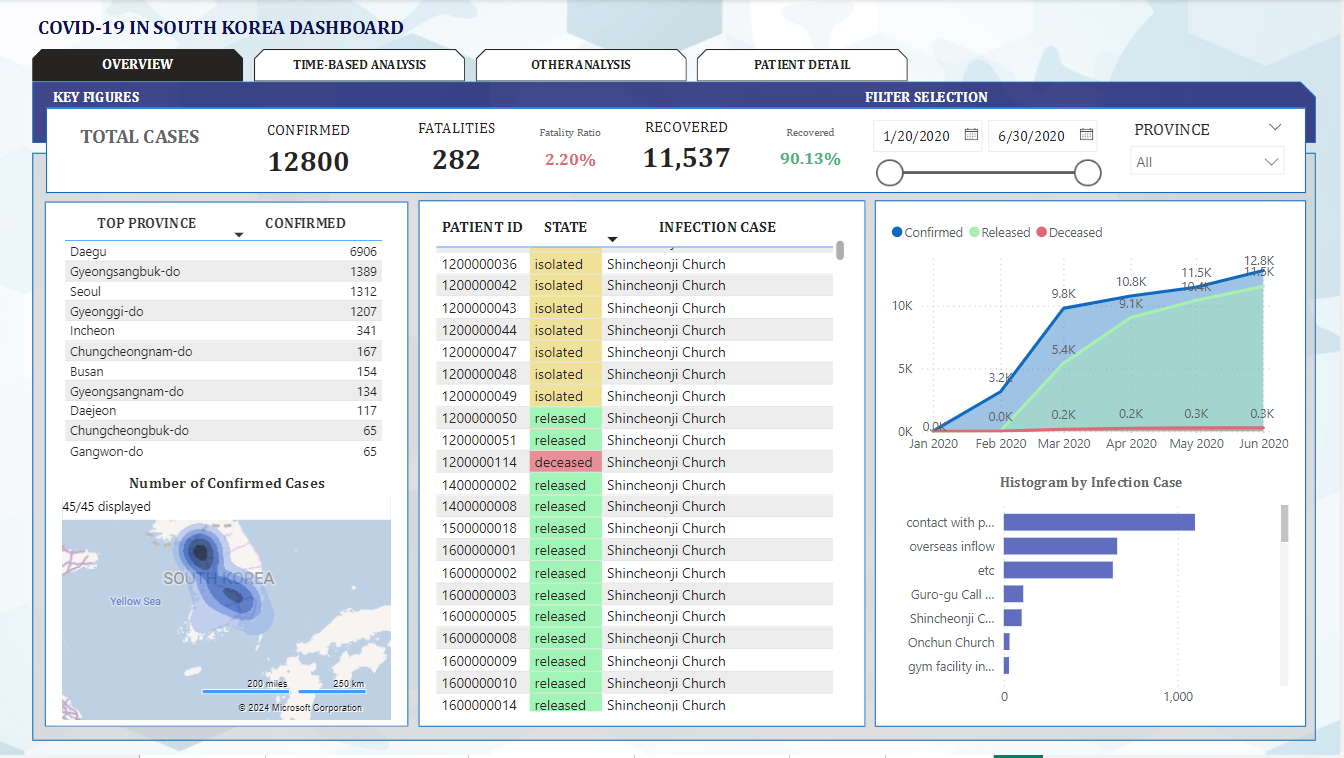 COVID-19 IN SOUTH KOREA DASHBOARD
OVERVIEW TIME-BASED ANALYSIS OTHER ANALYSIS PATIENT DETAIL
KEY FIGURES FILTER SELECTION
TOTAL CASES
CONFIRMED
12800
FATALITIES
282
Fatality Ratio
2.20%
RECOVERED
11,537
Recovered
90.13%
1/20/2020 6/30/2020
PROVINCE
All
TOP PROVINCE CONFIRMED
Daegu 6906
Gyeongsangbuk-do 1389
Seoul 1312
Gyeonggi-do 1207
Incheon 341
Chungcheongnam-do 167
Busan 154
Gyeongsangnam-do 134
Daejeon 117
Chungcheongbuk-do 65
Gangwon-do 65
Number of Confirmed Cases
45/45 displayed
SOUTH KOREA
Yellow Sea
200 miles 250 km
© 2024 Microsoft Corporation
PATIENT ID STATE INFECTION CASE
1200000036 isolated Shincheonji Church
1200000042 isolated Shincheonji Church
1200000043 isolated Shincheonji Church
1200000044 isolated Shincheonji Church
1200000047 isolated Shincheonji Church
1200000048 isolated Shincheonji Church
1200000049 isolated Shincheonji Church
1200000050 released Shincheonji Church
1200000051 released Shincheonji Church
1200000114 deceased Shincheonji Church
1400000002 released Shincheonji Church
1400000008 released Shincheonji Church
1500000018 released Shincheonji Church
1600000001 released Shincheonji Church
1600000002 released Shincheonji Church
1600000003 released Shincheonji Church
1600000005 released Shincheonji Church
1600000008 released Shincheonji Church
1600000009 released Shincheonji Church
1600000010 released Shincheonji Church
1600000014 released Shincheonji Church
Confirmed Released Deceased
12.8K
11.5K 11.5K
10.8K 10.4K
9.8K
9.1K
10K
5.4K
5K
3.2K
0.0K 0.0K 0.2K 0.2K 0.3K 0.3K
0K
Jan 2020 Feb 2020 Mar 2020 Apr 2020 May 2020 Jun 2020
Histogram by Infection Case
contact with p...
overseas inflow
etc
Guro-gu Call ...
Shincheonji C...
Onchun Church
gym facility in...
0 1,000